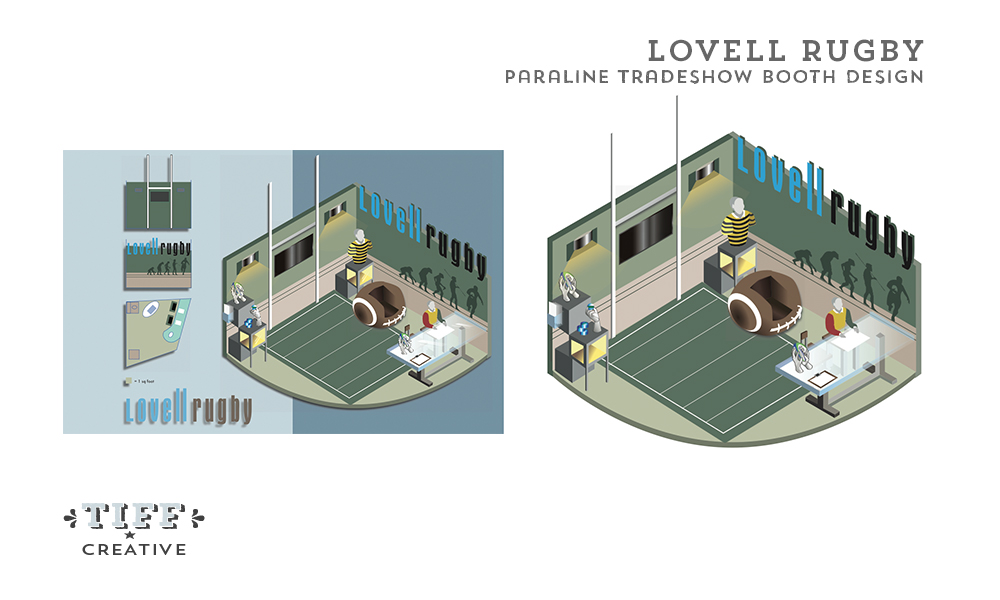 LOVELL RUGBY
PARALINE TRADESHOW BOOTH DESIGN
Lovell rugby
Lovell rugby
= 1 sq foot
Lovell rugby
Lovell rugby
TIFF
CREATIVE